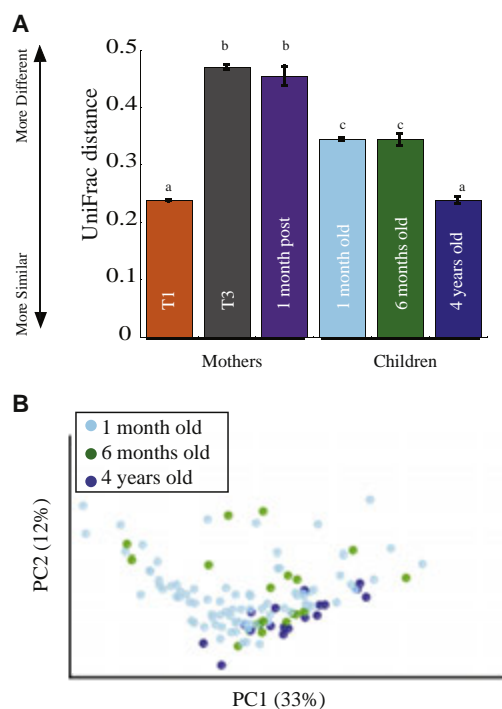 A
More Different
More Similar
UniFrac distance
0.5
0.4
0.3
0.2
0.1
0
a
b
b
c
c
a
T1
T3
1 month post
1 month old
6 months old
4 years old
Mothers
Children
B
1 month old
6 months old
4 years old
PC2 (12%)
PC1 (33%)